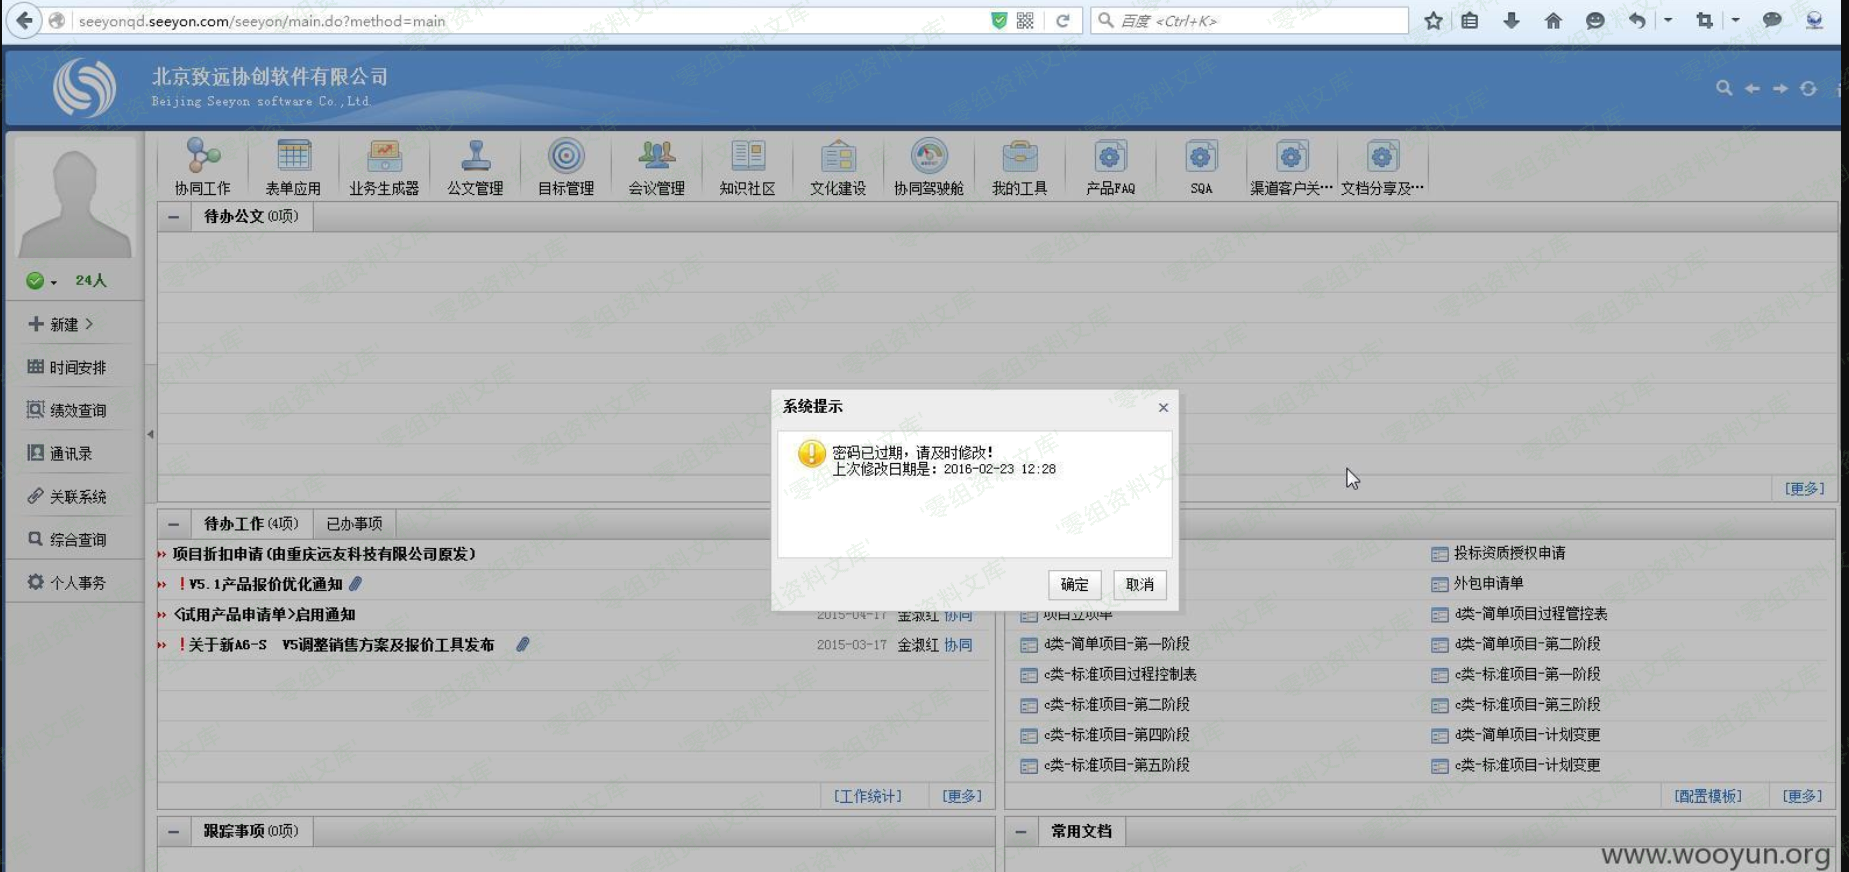 seeyonqd.seeyon.com/seeyon/main.do?method=main
百度 <Ctrl+K>
北京致远协创软件有限公司
Beijing Seeyon software Co.,Ltd
协同工作 表单应用 业务生成器 公文管理 目标管理 会议管理 知识社区 文化建设 协同驾驶舱 我的工具 产品FAQ SQA 渠道客户关… 文档分享及…
待办公文(0项)
24人
新建
时间安排
绩效查询
通讯录
关联系统
综合查询
个人事务
系统提示
密码已过期，请及时修改!
上次修改日期是: 2016-02-23 12:28
确定 取消
[更多]
待办工作(4项) 已办事项
项目折扣申请(由重庆远友科技有限公司原发)
!V5.1产品报价优化通知
<试用产品申请单>启用通知 2015-04-17 金淑红 协同
!关于新A6-S V5调整销售方案及报价工具发布 2015-03-17 金淑红 协同
[工作统计] [更多]
投标资质授权申请
外包申请单
项目立项单 d类-简单项目过程管控表
d类-简单项目-第一阶段 d类-简单项目-第二阶段
c类-标准项目过程控制表 c类-标准项目-第一阶段
c类-标准项目-第二阶段 c类-标准项目-第三阶段
c类-标准项目-第四阶段 d类-简单项目-计划变更
c类-标准项目-第五阶段 c类-标准项目-计划变更
[配置模板] [更多]
跟踪事项(0项)
常用文档
www.wooyun.org
零组资料文库